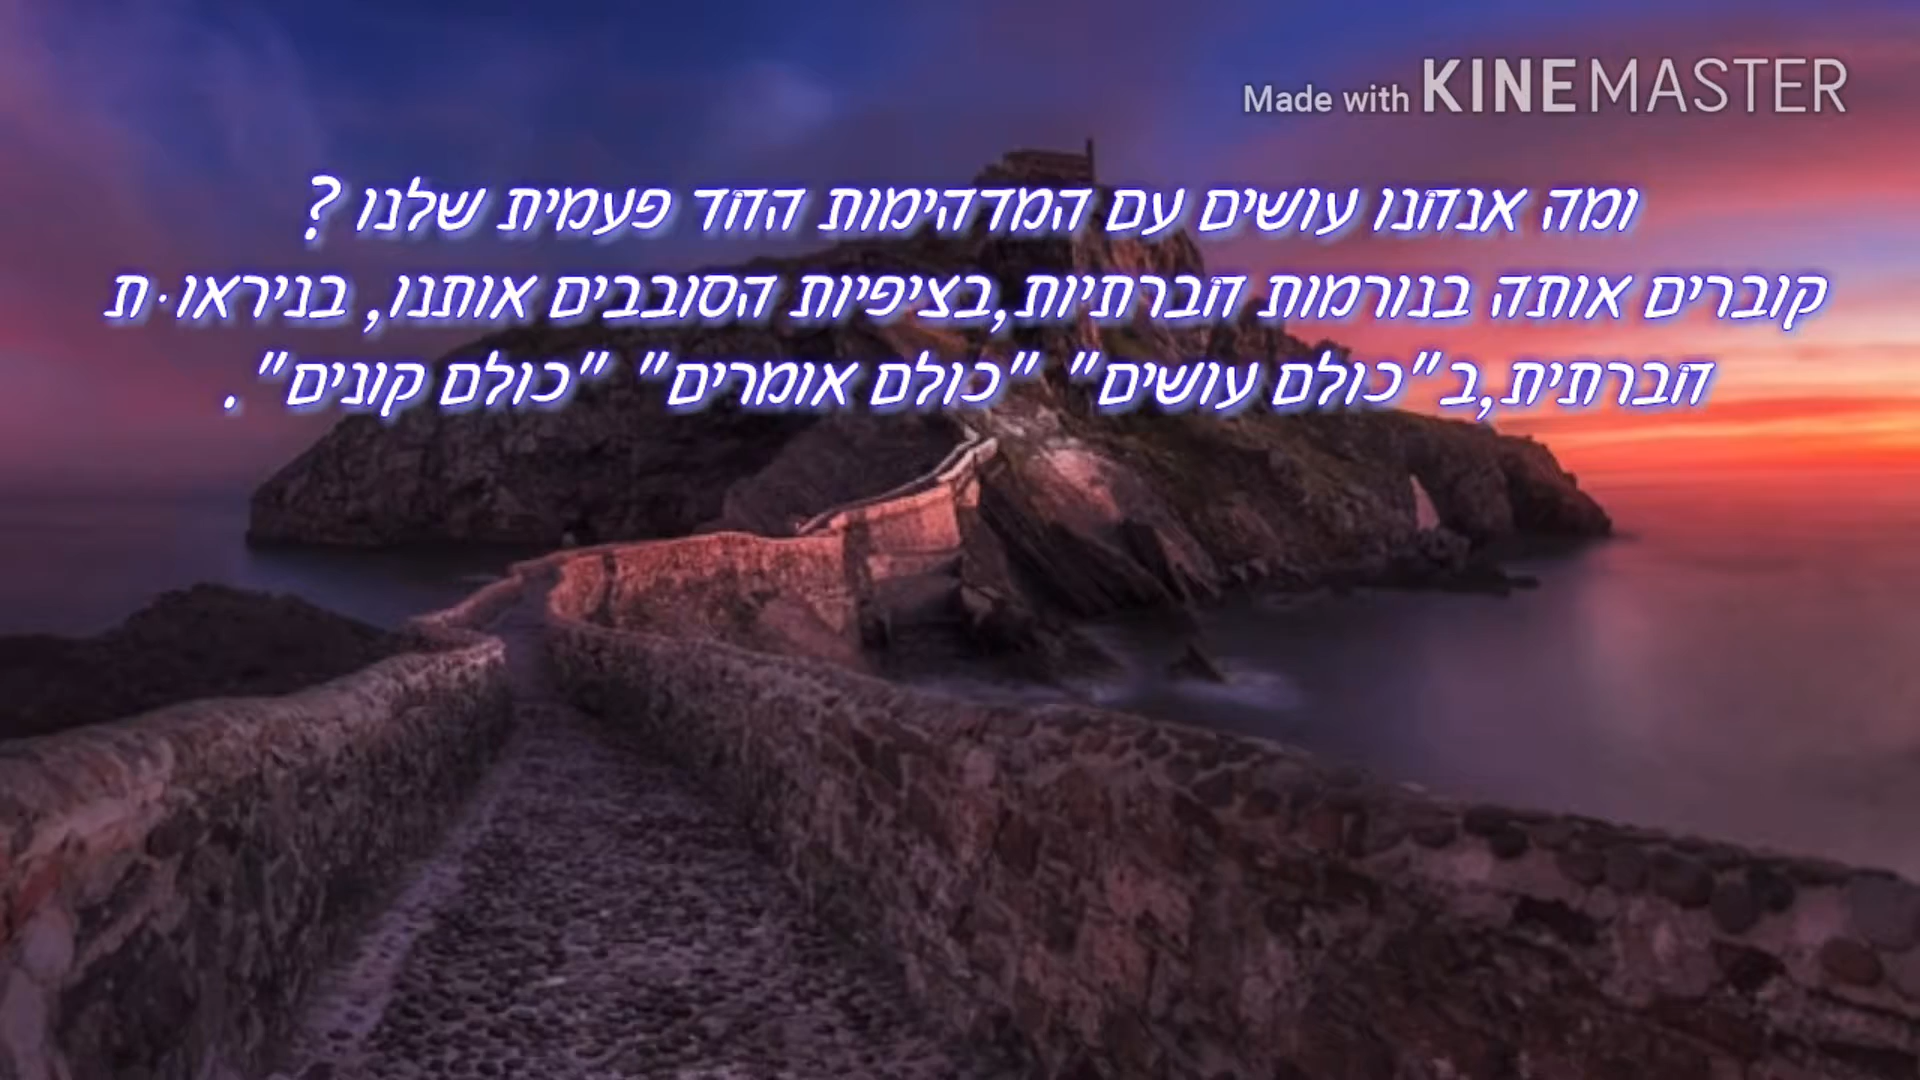 Made with KINEMASTER
ומה אנחנו עושים עם המדהימות החד פעמית שלנו ?
קוברים אותה בנורמות חברתיות,בציפיות הסובבים אותנו, בניראו·ת
חברתית,ב"כולם עושים" "כולם אומרים" "כולם קונים".